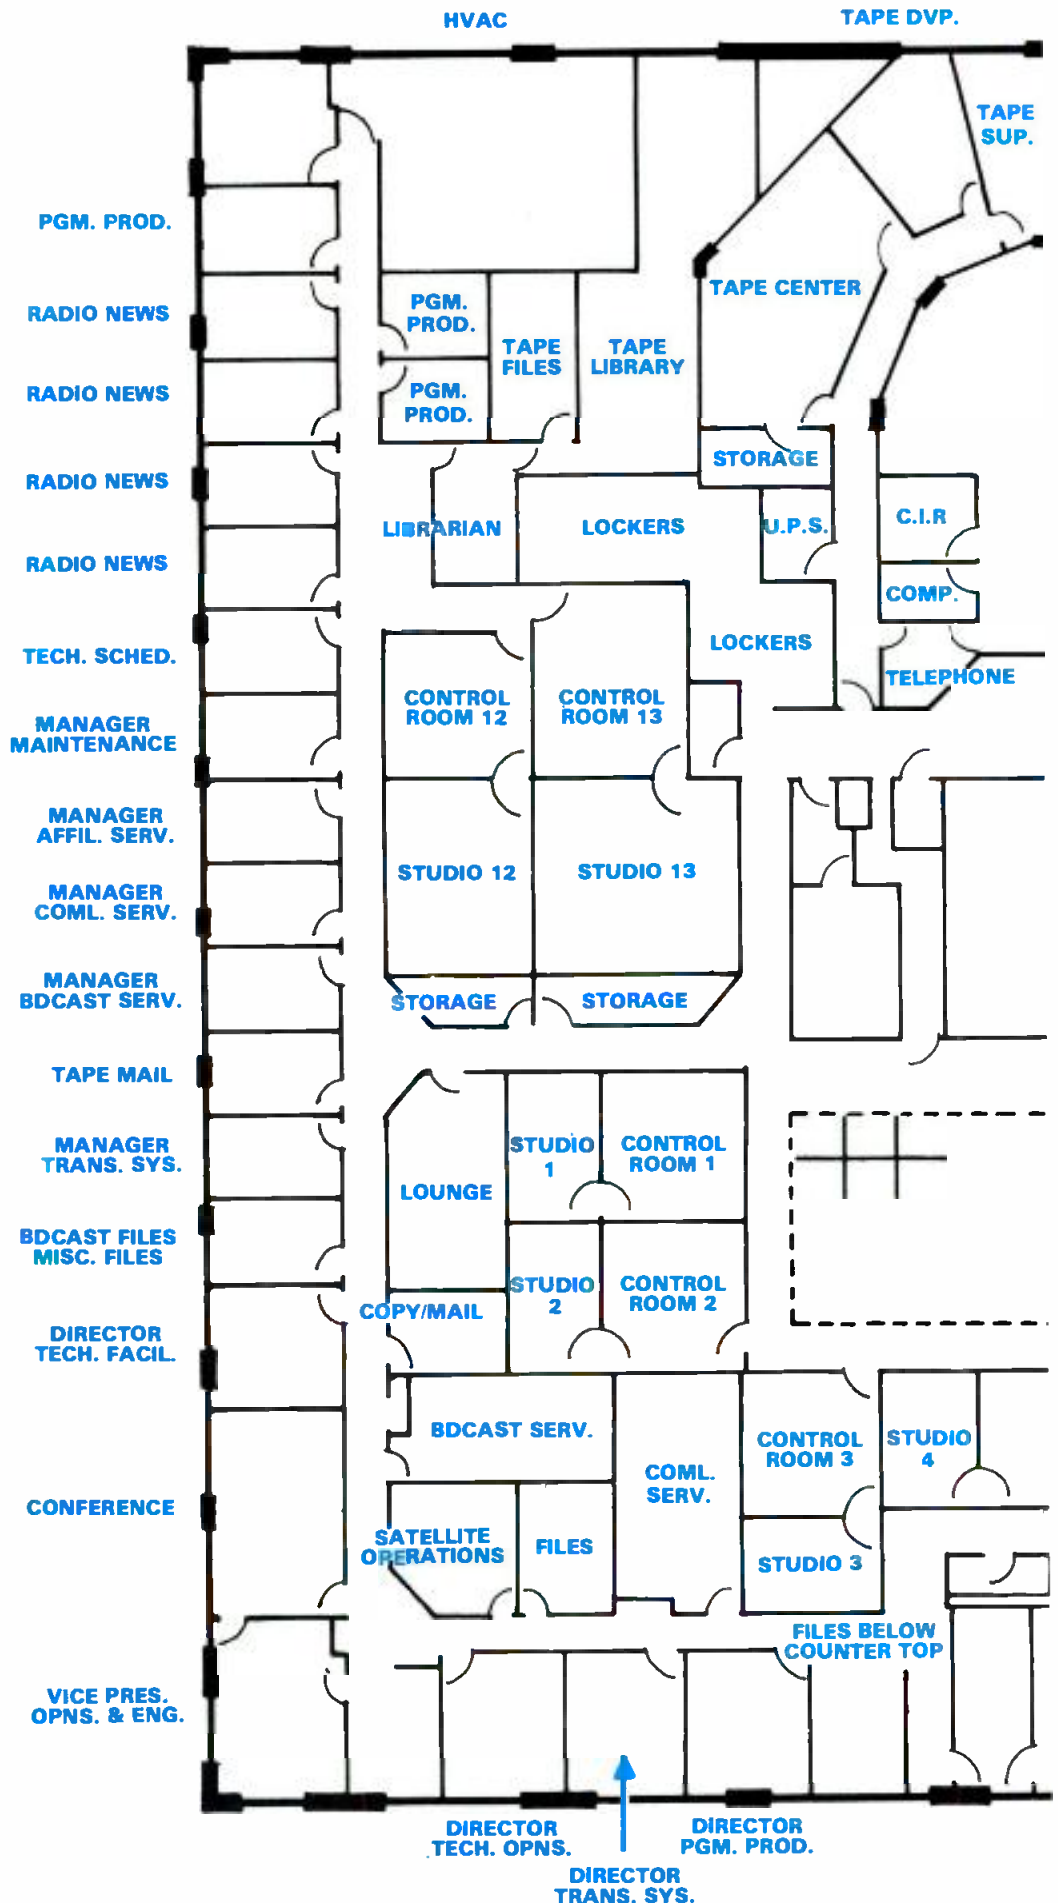 HVAC
TAPE DVP.
TAPE
SUP.
PGM. PROD.
TAPE CENTER
RADIO NEWS
PGM.
PROD.
TAPE
FILES
TAPE
LIBRARY
RADIO NEWS
PGM.
PROD.
STORAGE
RADIO NEWS
LIBRARIAN
LOCKERS
U.P.S.
C.I.R
RADIO NEWS
COMP.
TECH. SCHED.
LOCKERS
TELEPHONE
CONTROL
ROOM 12
CONTROL
ROOM 13
MANAGER
MAINTENANCE
MANAGER
AFFIL. SERV.
STUDIO 12
STUDIO 13
MANAGER
COML. SERV.
MANAGER
BDCAST SERV.
STORAGE
STORAGE
TAPE MAIL
MANAGER
TRANS. SYS.
STUDIO
1
CONTROL
ROOM 1
LOUNGE
BDCAST FILES
MISC. FILES
STUDIO
2
CONTROL
ROOM 2
COPY/MAIL
DIRECTOR
TECH. FACIL.
BDCAST SERV.
CONTROL
ROOM 3
STUDIO
4
COML.
SERV.
CONFERENCE
SATELLITE
OPERATIONS
FILES
STUDIO 3
FILES BELOW
COUNTER TOP
VICE PRES.
OPNS. & ENG.
DIRECTOR
TECH. OPNS.
DIRECTOR
PGM. PROD.
DIRECTOR
TRANS. SYS.